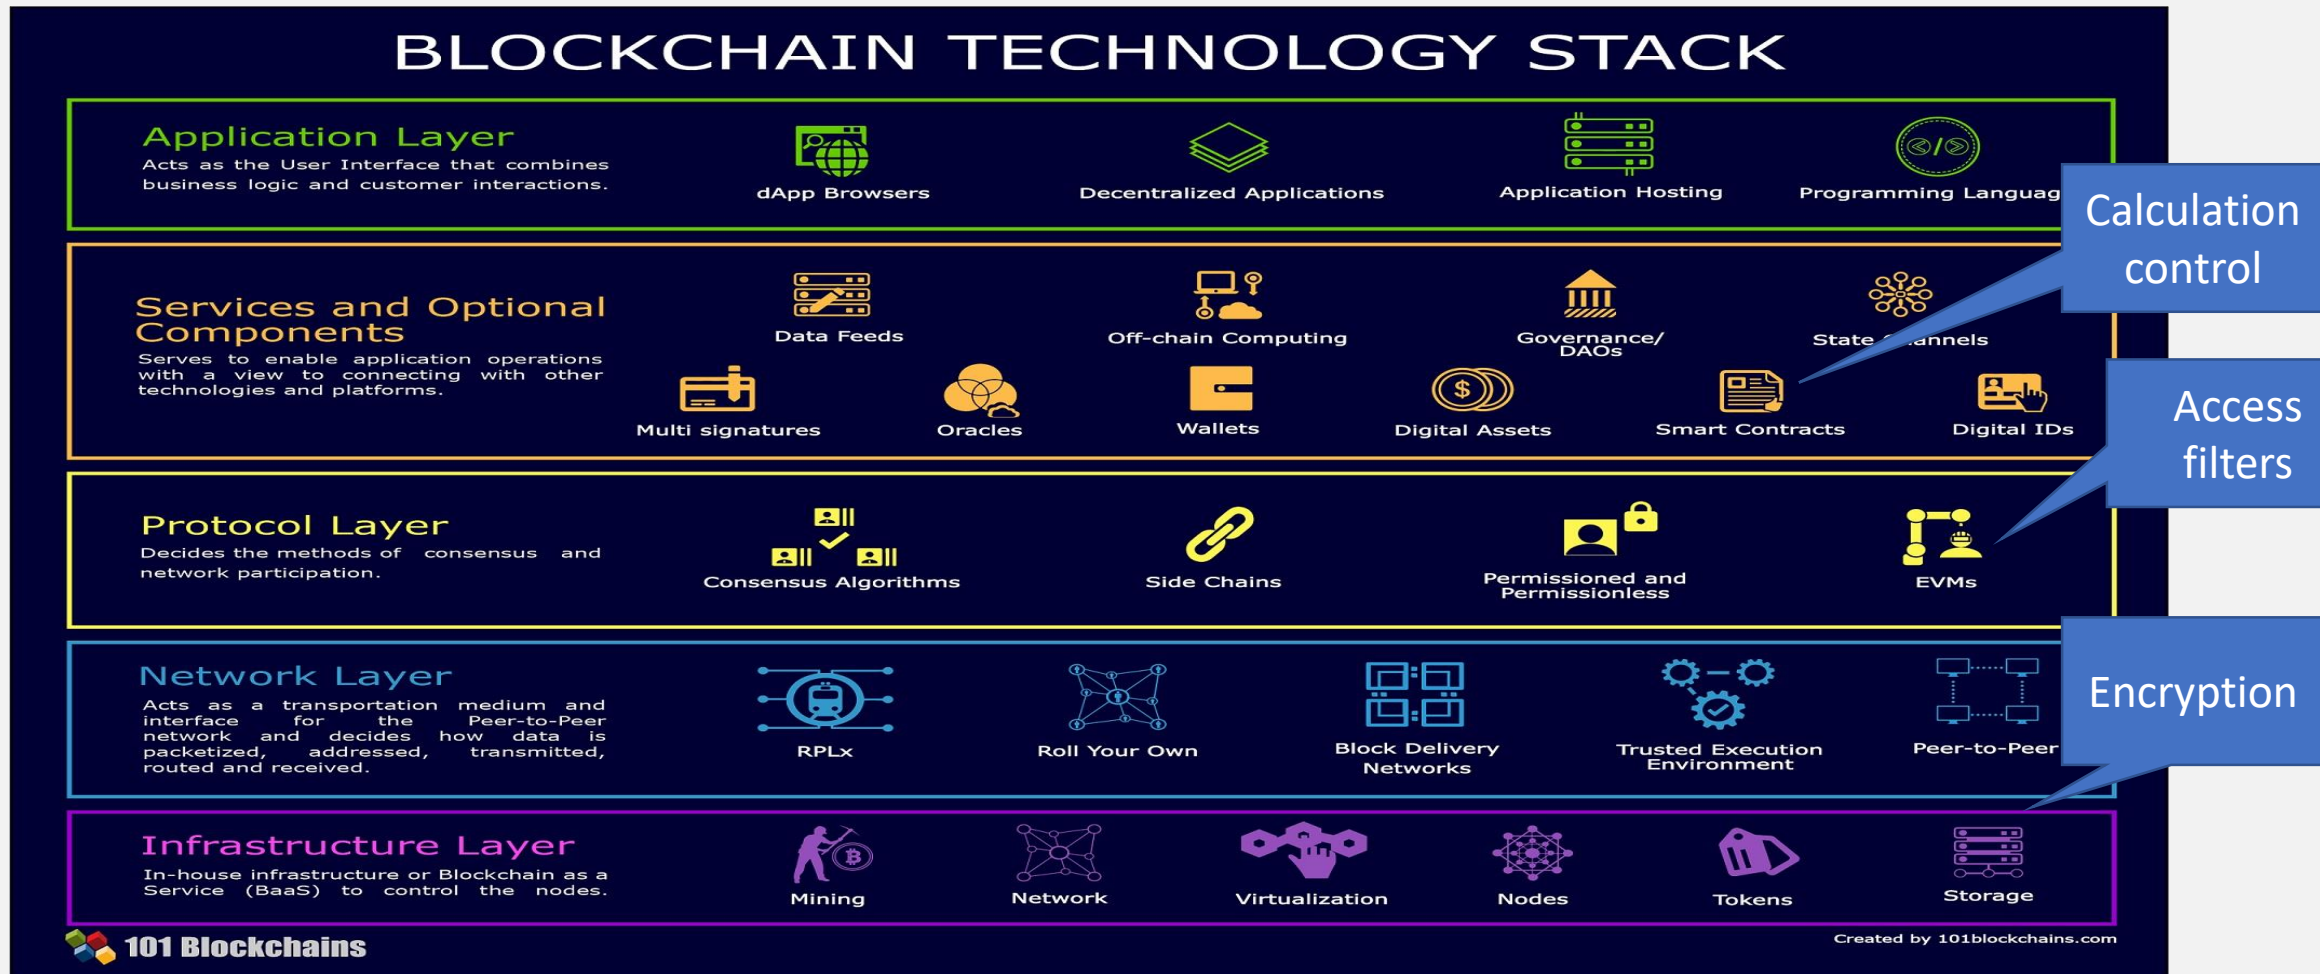 BLOCKCHAIN TECHNOLOGY STACK
Application Layer
Acts as the User Interface that combines
business logic and customer interactions.
dApp Browsers
Decentralized Applications
Application Hosting
Programming Languag
Calculation
control
Services and Optional
Components
Serves to enable application operations
with a view to connecting with other
technologies and platforms.
Data Feeds
Off-chain Computing
Governance/
DAOs
State
Multi signatures
Oracles
Wallets
Digital Assets
Smart Contracts
Digital IDs
Access
filters
Protocol Layer
Decides the methods of consensus and
network participation.
Consensus Algorithms
Side Chains
Permissioned and
Permissionless
EVMs
Network Layer
Acts as a transportation medium and
interface for the Peer-to-Peer
network and decides how data is
packetized, addressed, transmitted,
routed and received.
RPLx
Roll Your Own
Block Delivery
Networks
Trusted Execution
Environment
Peer-to-Peer
Encryption
Infrastructure Layer
In-house infrastructure or Blockchain as a
Service (BaaS) to control the nodes.
Mining
Network
Virtualization
Nodes
Tokens
Storage
101 Blockchains
Created by 101blockchains.com